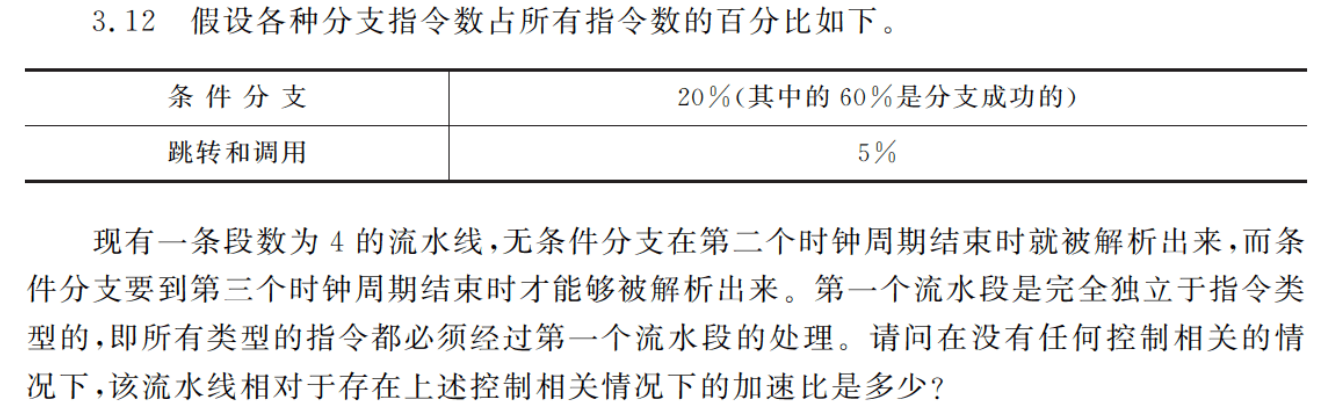 3.12 假设各种分支指令数占所有指令数的百分比如下。
条件分支 20%(其中的60%是分支成功的)
跳转和调用 5%
现有一条段数为4的流水线,无条件分支在第二个时钟周期结束时就被解析出来,而条
件分支要到第三个时钟周期结束时才能够被解析出来。第一个流水段是完全独立于指令类
型的,即所有类型的指令都必须经过第一个流水段的处理。请问在没有任何控制相关的情
况下,该流水线相对于存在上述控制相关情况下的加速比是多少?